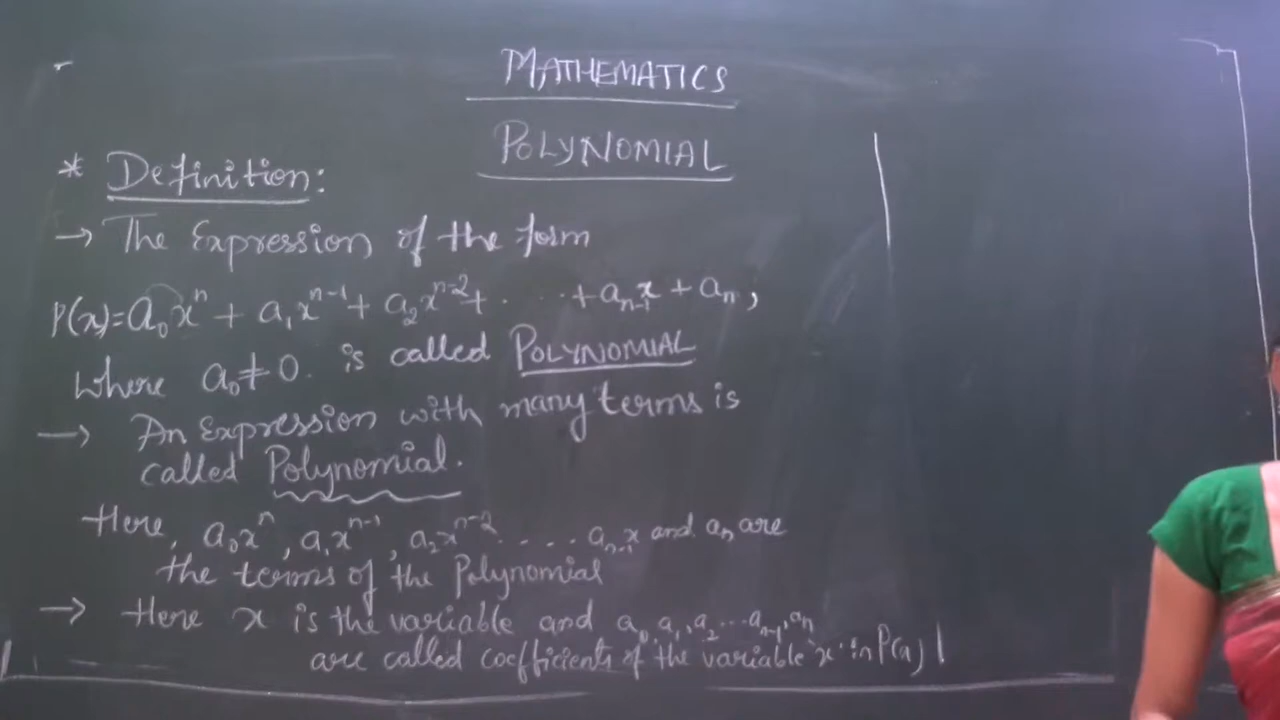 MATHEMATICS
POLYNOMIAL
* Definition:
→ The Expression of the form
P(x)=a₀xⁿ + a₁xⁿ⁻¹ + a₂xⁿ⁻² + . . . . + aₙ₋₁x + aₙ,
where a₀≠0. is called POLYNOMIAL
→ An Expression with many terms is
called Polynomial.
Here, a₀xⁿ, a₁xⁿ⁻¹, a₂xⁿ⁻² . . . . aₙ₋₁x and aₙ are
the terms of the Polynomial
→ Here x is the variable and a₀,a₁,a₂...aₙ₋₁,aₙ
are called coefficients of the variable 'x' in P(x)